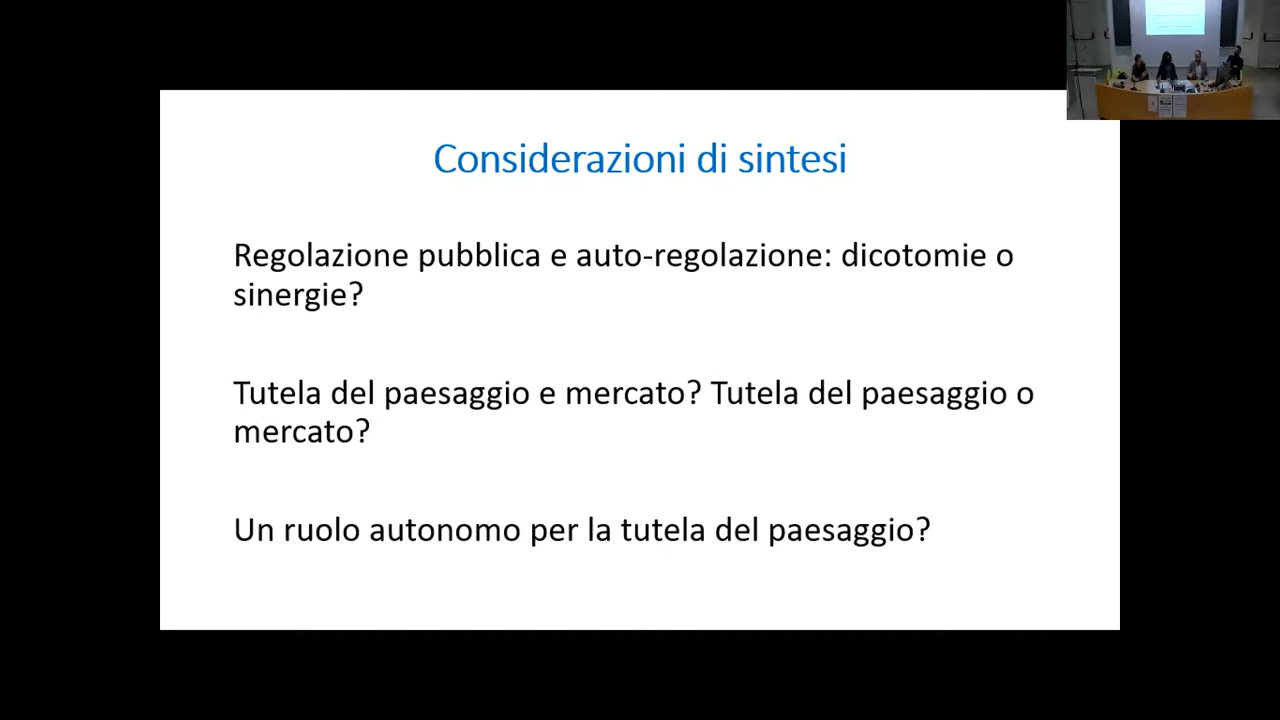 Considerazioni di sintesi
Regolazione pubblica e auto-regolazione: dicotomie o
sinergie?
Tutela del paesaggio e mercato? Tutela del paesaggio o
mercato?
Un ruolo autonomo per la tutela del paesaggio?